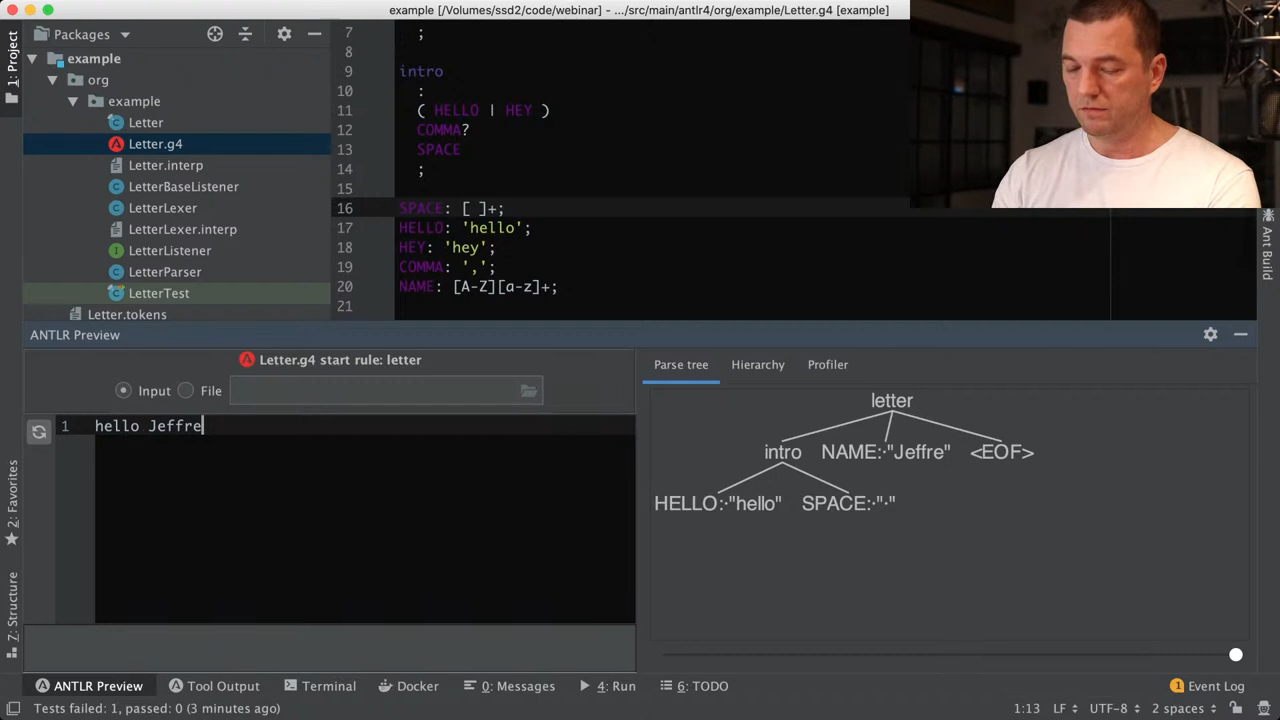 example [/Volumes/ssd2/code/webinar] - .../src/main/antlr4/org/example/Letter.g4 [example]
1: Project
Packages
example
org
example
Letter
Letter.g4
Letter.interp
LetterBaseListener
LetterLexer
LetterLexer.interp
LetterListener
LetterParser
LetterTest
Letter.tokens
7 ;
8
9 intro
10 :
11 ( HELLO | HEY )
12 COMMA?
13 SPACE
14 ;
15
16 SPACE: [ ]+;
17 HELLO: 'hello';
18 HEY: 'hey';
19 COMMA: ',';
20 NAME: [A-Z][a-z]+;
21
Ant Build
ANTLR Preview
Letter.g4 start rule: letter
Input File
1 hello Jeffre
Parse tree Hierarchy Profiler
letter
intro NAME:·"Jeffre" <EOF>
HELLO:·"hello" SPACE:·"·"
2: Favorites
Z: Structure
ANTLR Preview Tool Output Terminal Docker 0: Messages 4: Run 6: TODO 1 Event Log
Tests failed: 1, passed: 0 (3 minutes ago) 1:13 LF UTF-8 2 spaces